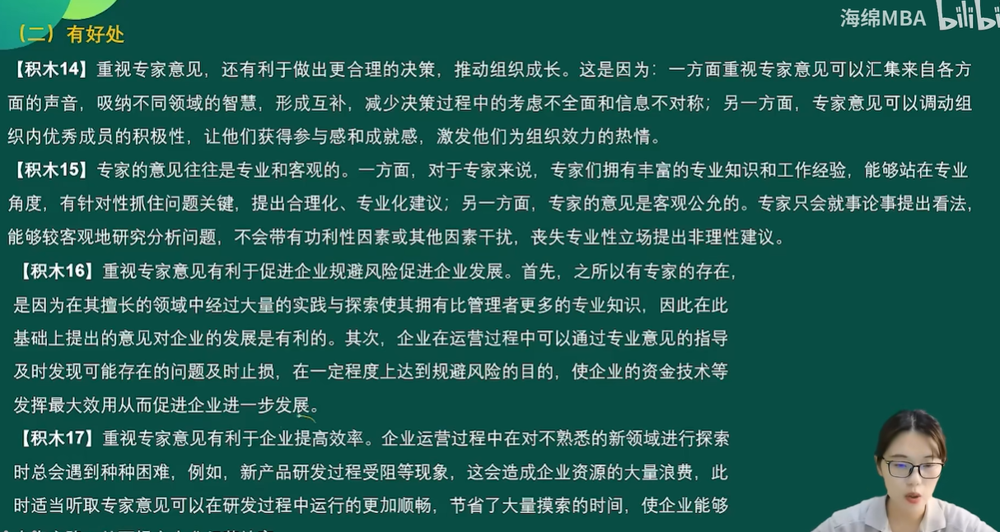 海绵MBA bilibi
（二）有好处
【积木14】重视专家意见，还有利于做出更合理的决策，推动组织成长。这是因为：一方面重视专家意见可以汇集来自各方
面的声音，吸纳不同领域的智慧，形成互补，减少决策过程中的考虑不全面和信息不对称；另一方面，专家意见可以调动组
织内优秀成员的积极性，让他们获得参与感和成就感，激发他们为组织效力的热情。
【积木15】专家的意见往往是专业和客观的。一方面，对于专家来说，专家们拥有丰富的专业知识和工作经验，能够站在专业
角度，有针对性抓住问题关键，提出合理化、专业化建议；另一方面，专家的意见是客观公允的。专家只会就事论事提出看法，
能够较客观地研究分析问题，不会带有功利性因素或其他因素干扰，丧失专业性立场提出非理性建议。
【积木16】重视专家意见有利于促进企业规避风险促进企业发展。首先，之所以有专家的存在，
是因为在其擅长的领域中经过大量的实践与探索使其拥有比管理者更多的专业知识，因此在此
基础上提出的意见对企业的发展是有利的。其次，企业在运营过程中可以通过专业意见的指导
及时发现可能存在的问题及时止损，在一定程度上达到规避风险的目的，使企业的资金技术等
发挥最大效用从而促进企业进一步发展。
【积木17】重视专家意见有利于企业提高效率。企业运营过程中在对不熟悉的新领域进行探索
时总会遇到种种困难，例如，新产品研发过程受阻等现象，这会造成企业资源的大量浪费，此
时适当听取专家意见可以在研发过程中运行的更加顺畅，节省了大量摸索的时间，使企业能够